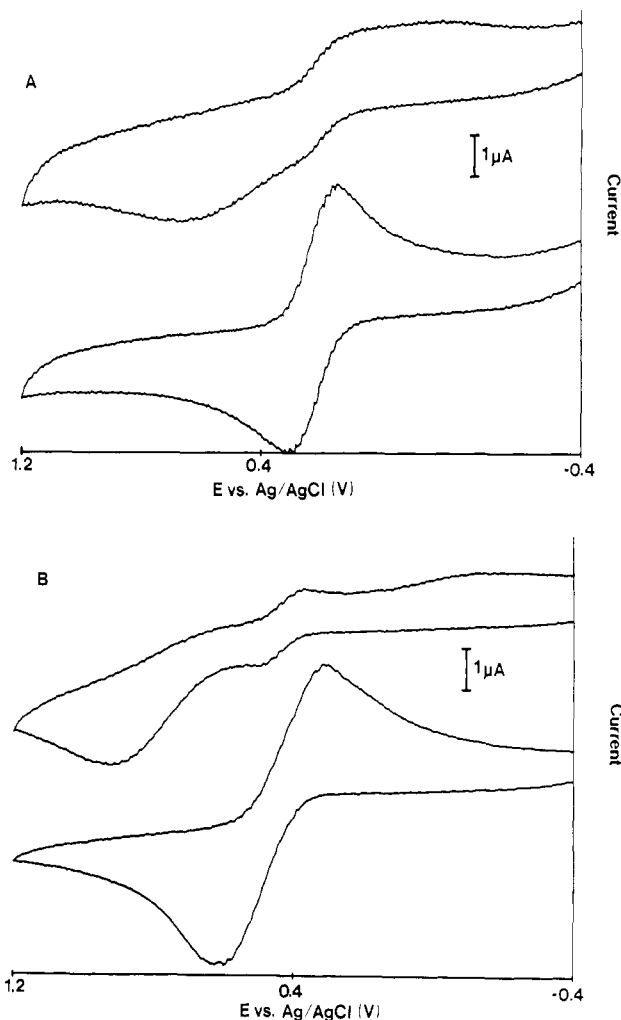 A
1μA
Current
1.2
0.4
-0.4
E vs. Ag/AgCl (V)
B
1μA
Current
1.2
0.4
-0.4
E vs. Ag/AgCl (V)